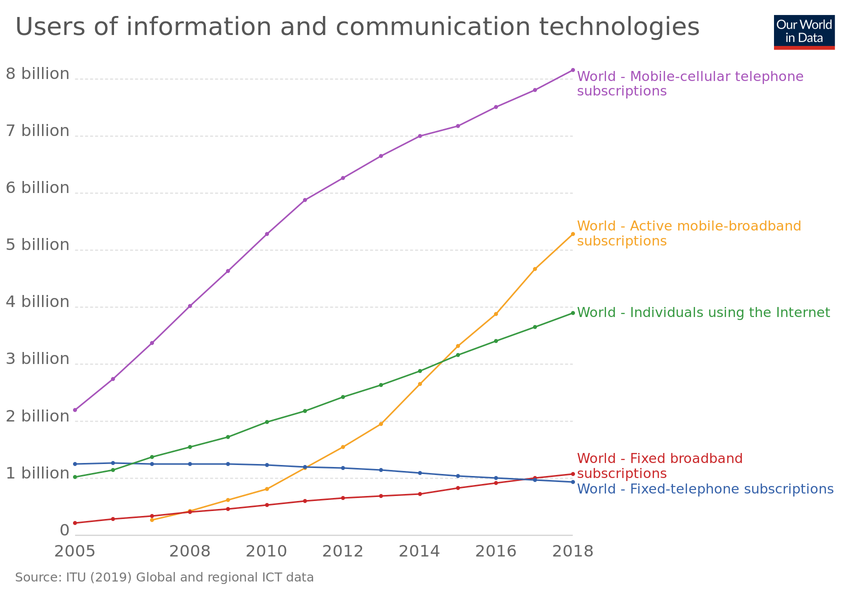 Users of information and communication technologies
Our World
in Data
8 billion
7 billion
6 billion
5 billion
4 billion
3 billion
2 billion
1 billion
0
World - Mobile-cellular telephone
subscriptions
World - Active mobile-broadband
subscriptions
World - Individuals using the Internet
World - Fixed broadband
subscriptions
World - Fixed-telephone subscriptions
2005
2008
2010
2012
2014
2016
2018
Source: ITU (2019) Global and regional ICT data